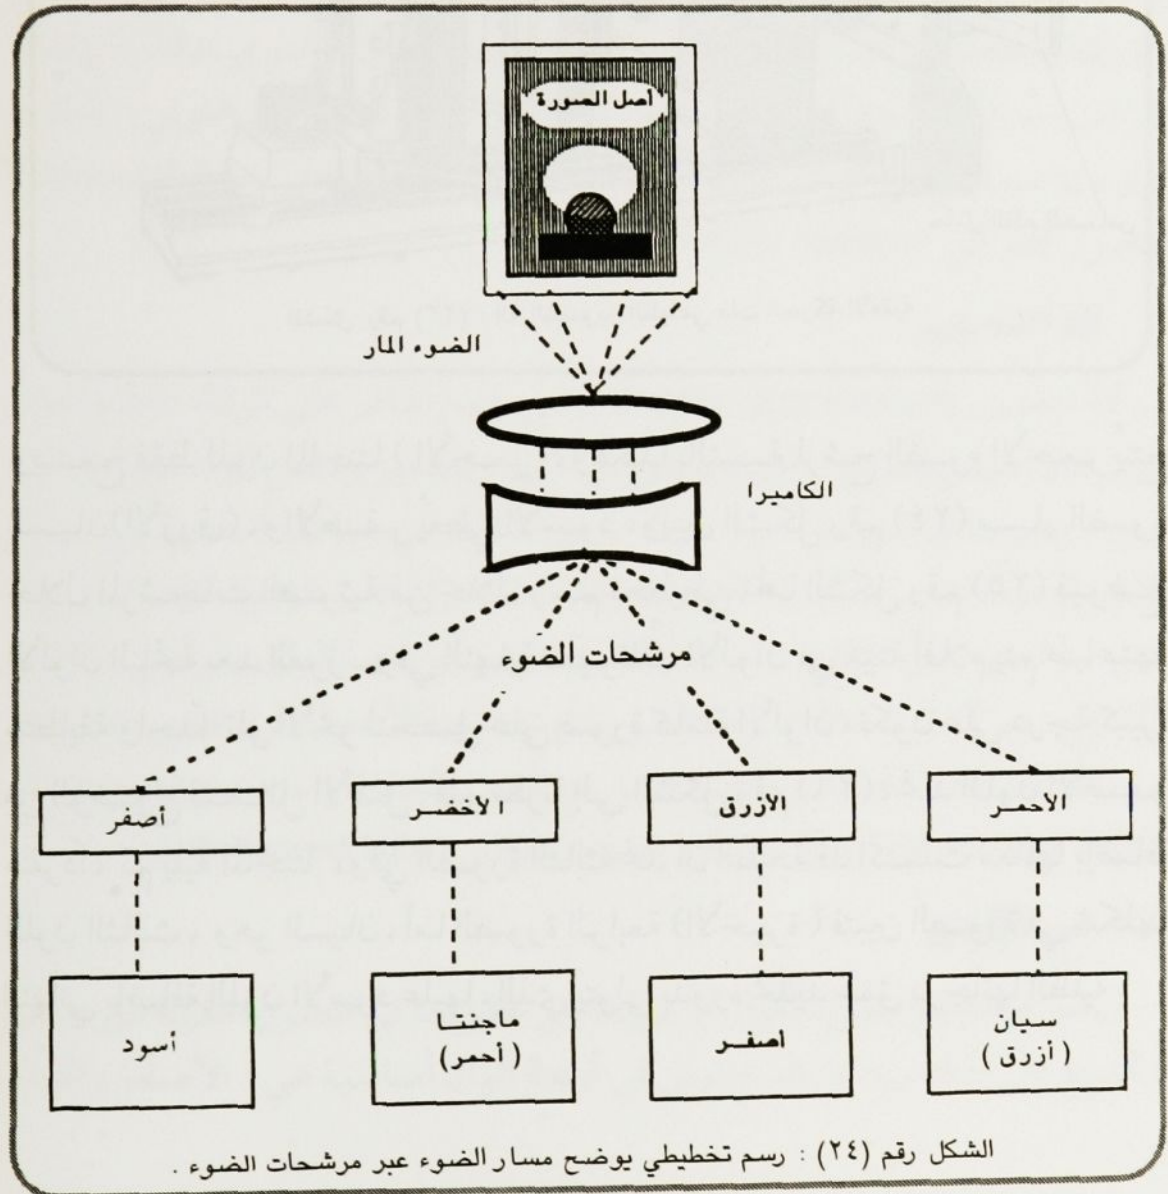 أصل الصورة
الضوء المار
الكاميرا
مرشحات الضوء
الأحمر
الأزرق
الأخضر
أصفر
سيان
(أزرق)
اصفر
ماجنتا
(أحمر)
أسود
الشكل رقم (٢٤) : رسم تخطيطي يوضح مسار الضوء عبر مرشحات الضوء .